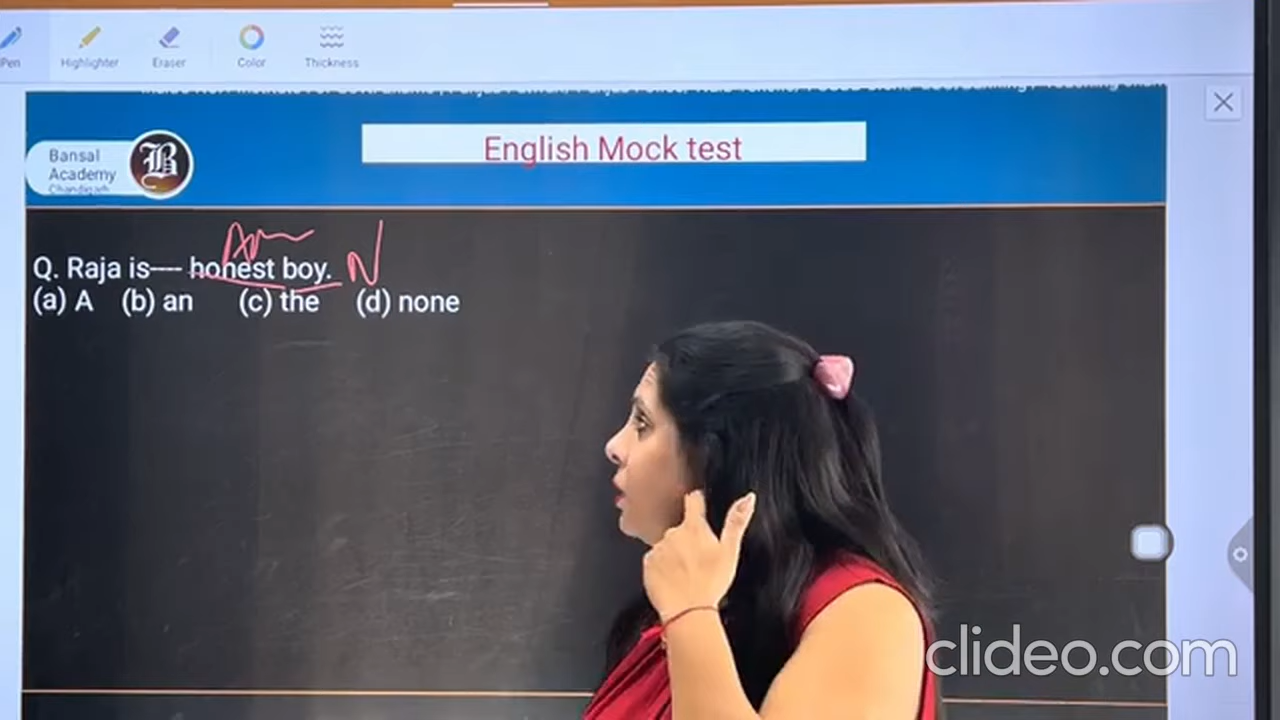 Pen
Highlighter
Eraser
Color
Thickness
Bansal
Academy
Chandigarh
B
English Mock test
Q. Raja is---- honest boy.
N
(a) A (b) an (c) the (d) none
clideo.com